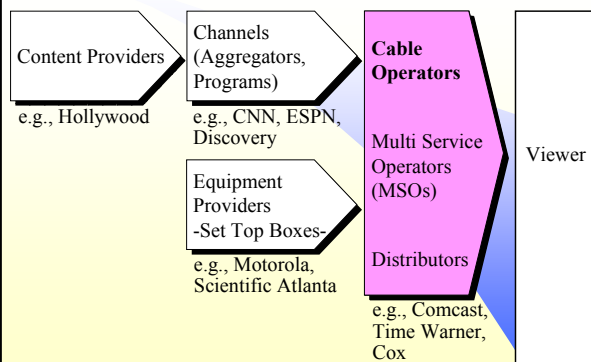 Content Providers
e.g., Hollywood
Channels
(Aggregators,
Programs)
e.g., CNN, ESPN,
Discovery
Equipment
Providers
-Set Top Boxes-
e.g., Motorola,
Scientific Atlanta
Cable
Operators
Multi Service
Operators
(MSOs)
Distributors
e.g., Comcast,
Time Warner,
Cox
Viewer